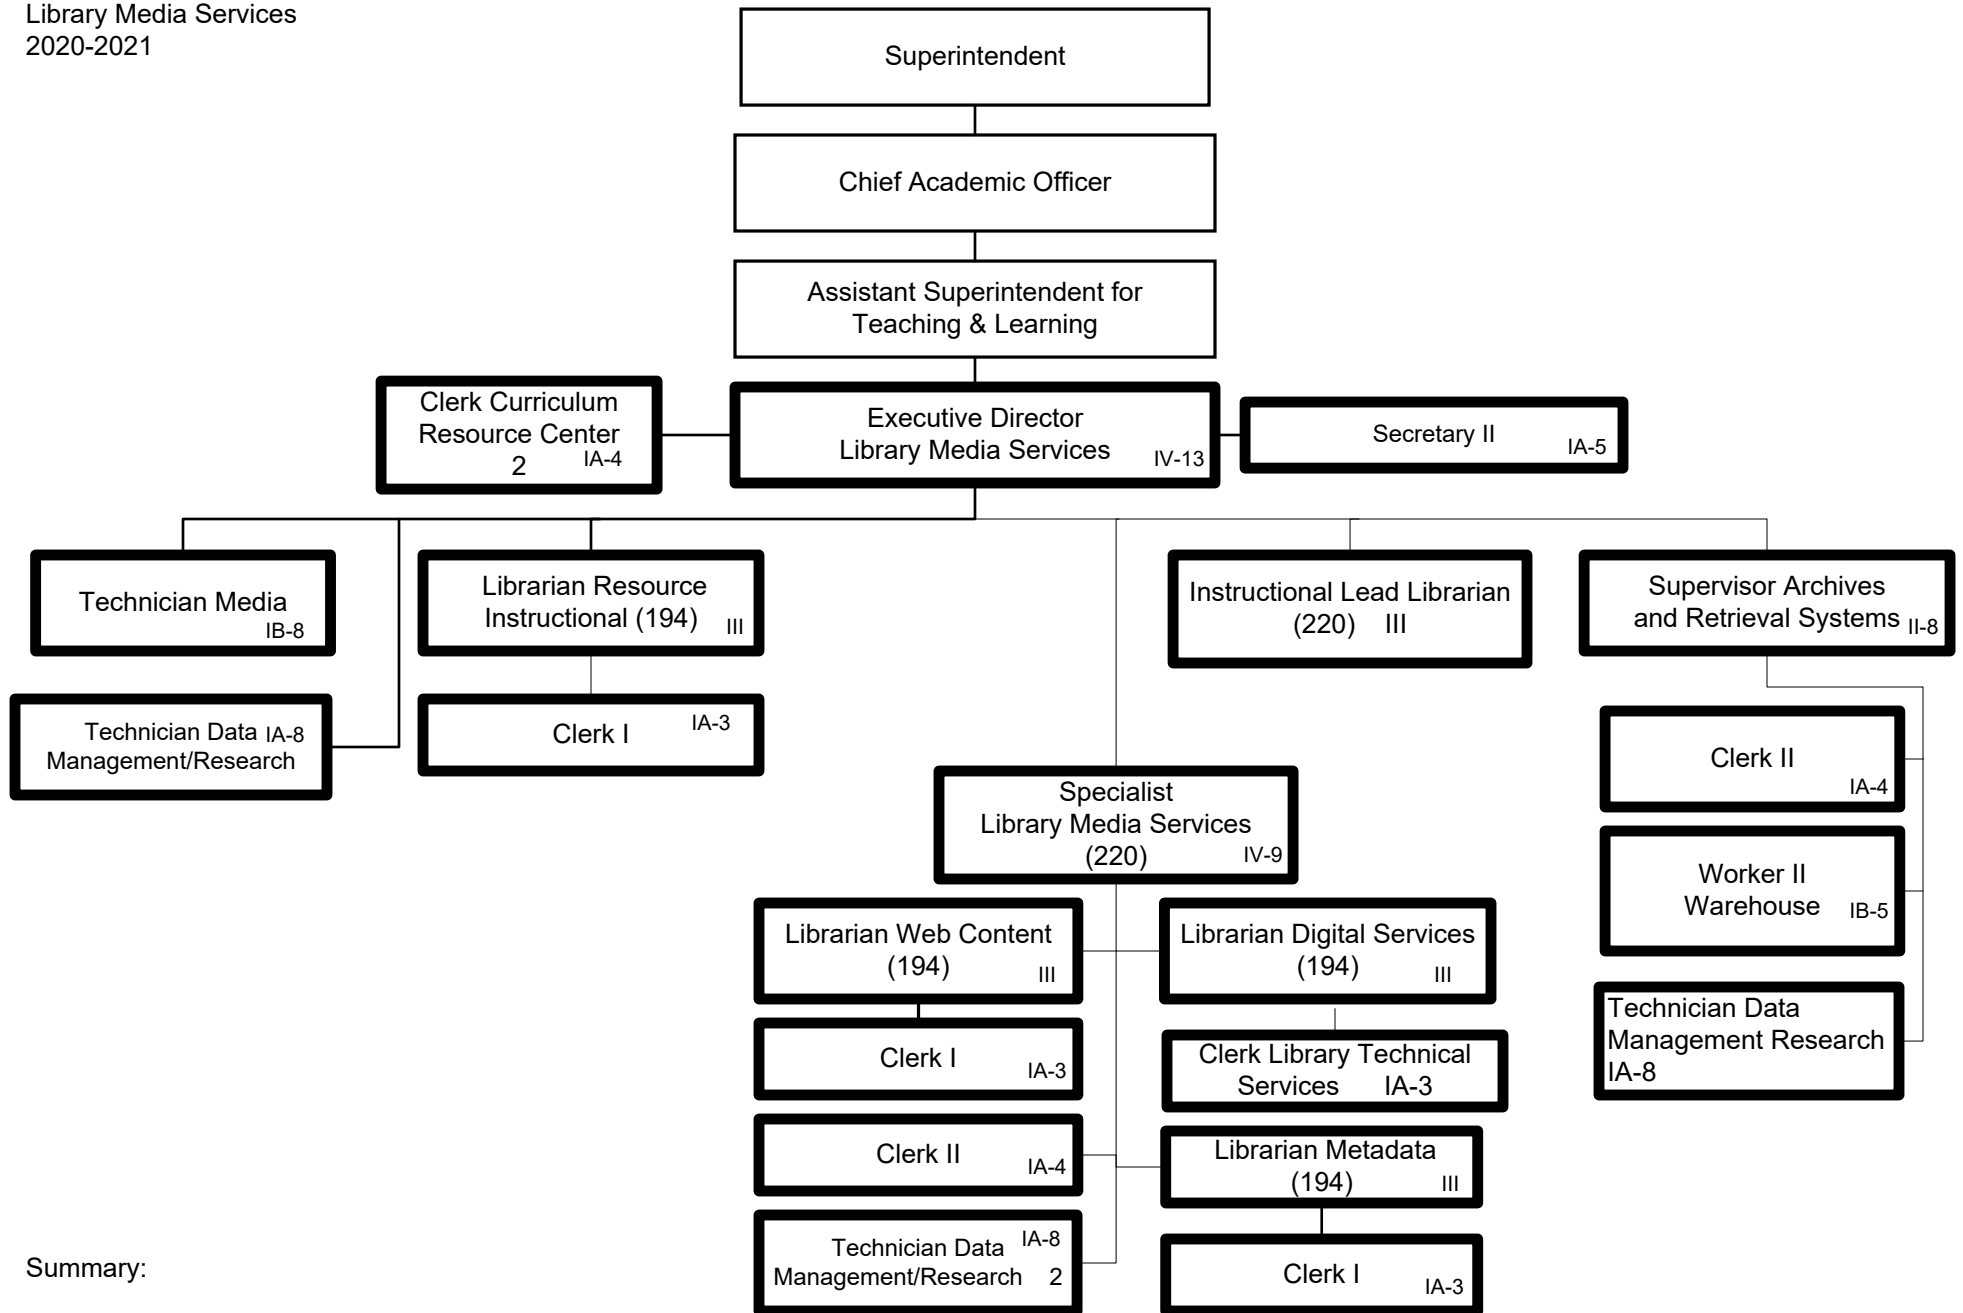 Library Media Services
2020-2021
Superintendent
Chief Academic Officer
Assistant Superintendent for
Teaching & Learning
Clerk Curriculum
Resource Center
2 IA-4
Executive Director
Library Media Services IV-13
Secretary II
IA-5
Technician Media
IB-8
Librarian Resource
Instructional (194) III
Instructional Lead Librarian
(220) III
Supervisor Archives
and Retrieval Systems II-8
Technician Data IA-8
Management/Research
Clerk I IA-3
Clerk II
IA-4
Specialist
Library Media Services
(220) IV-9
Worker II
Warehouse IB-5
Librarian Web Content
(194) III
Librarian Digital Services
(194) III
Technician Data
Management Research
IA-8
Clerk I
IA-3
Clerk Library Technical
Services IA-3
Clerk II
IA-4
Librarian Metadata
(194) III
Technician Data IA-8
Management/Research 2
Clerk I
IA-3
Summary: